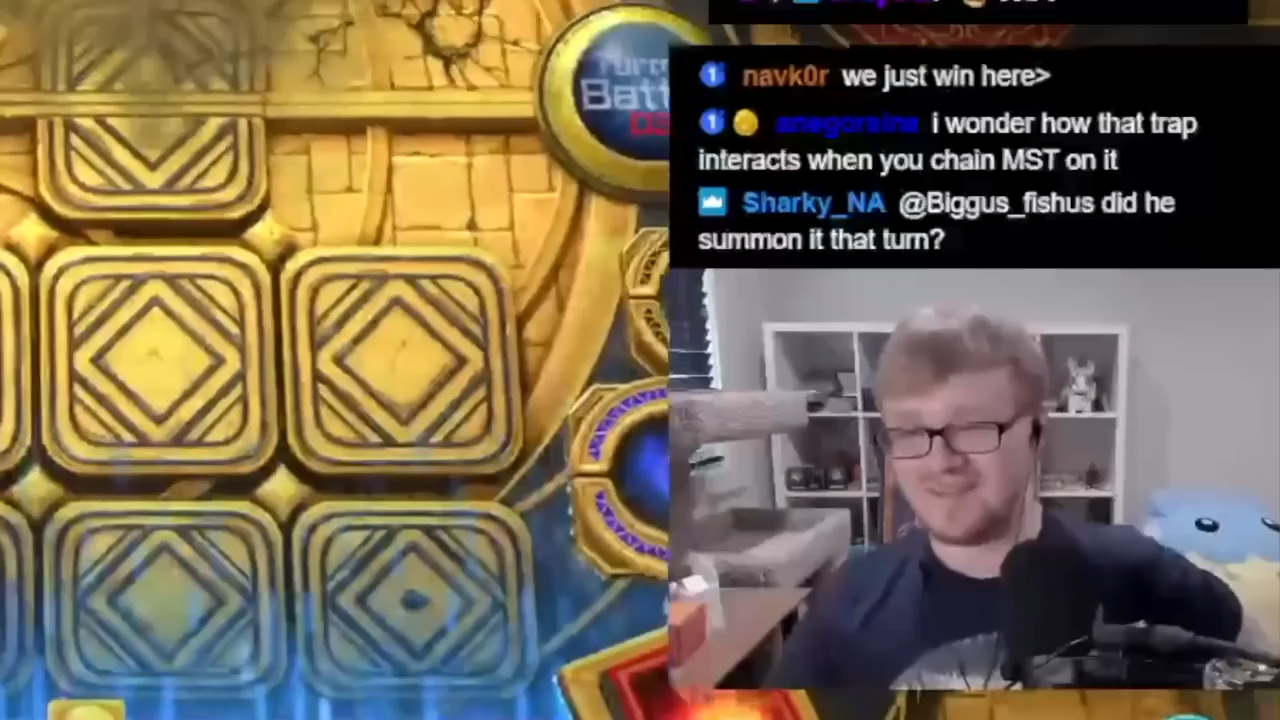 navk0r we just win here>
anegorsina i wonder how that trap
interacts when you chain MST on it
Sharky_NA @Biggus_fishus did he
summon it that turn?